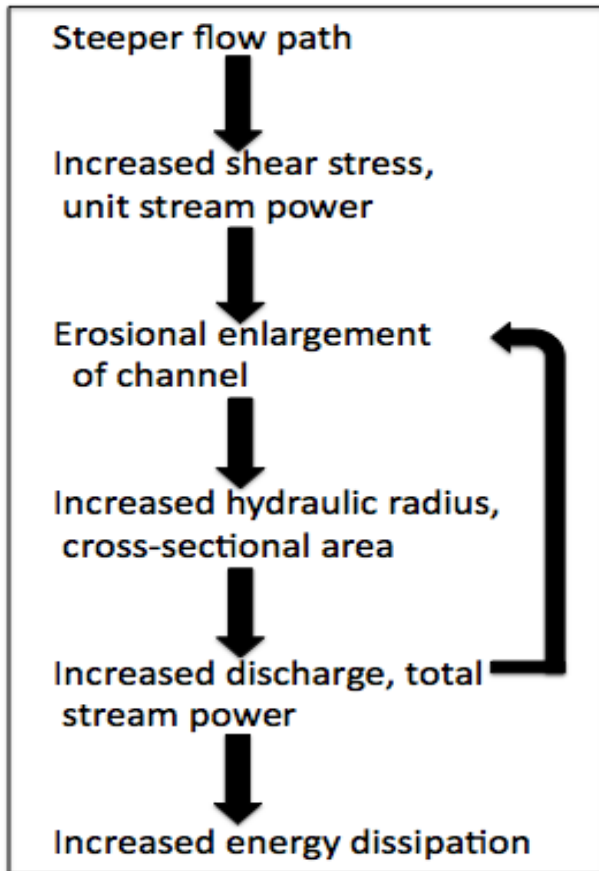 Steeper flow path
Increased shear stress,
unit stream power
Erosional enlargement
of channel
Increased hydraulic radius,
cross-sectional area
Increased discharge, total
stream power
Increased energy dissipation